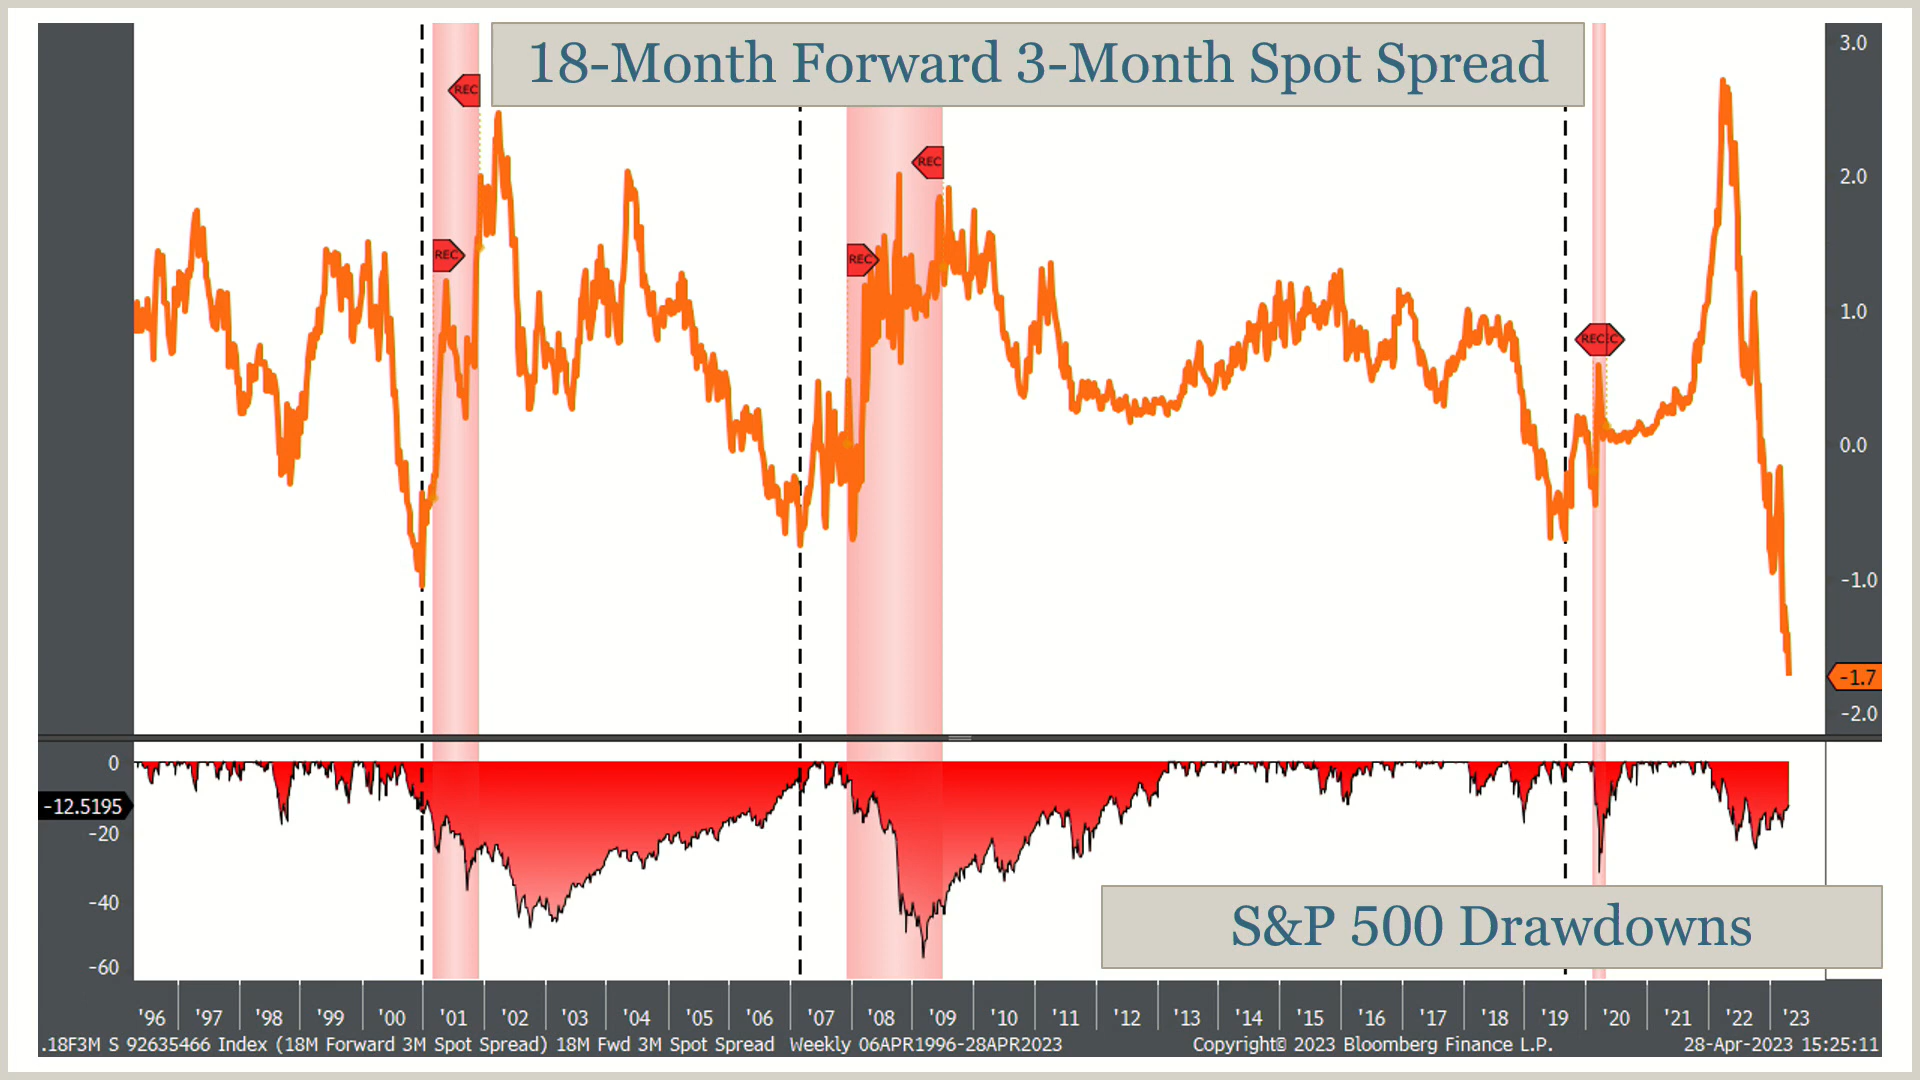 18-Month Forward 3-Month Spot Spread
REC
REC
REC
REC
REC
EC
3.0
2.0
1.0
0.0
-1.0
-1.7
-2.0
0
-12.5195
-20
-40
-60
S&P 500 Drawdowns
'96 '97 '98 '99 '00 '01 '02 '03 '04 '05 '06 '07 '08 '09 '10 '11 '12 '13 '14 '15 '16 '17 '18 '19 '20 '21 '22 '23
.18F3M S 92635466 Index (18M Forward 3M Spot Spread) 18M Fwd 3M Spot Spread Weekly 06APR1996-28APR2023 Copyright© 2023 Bloomberg Finance L.P. 28-Apr-2023 15:25:11